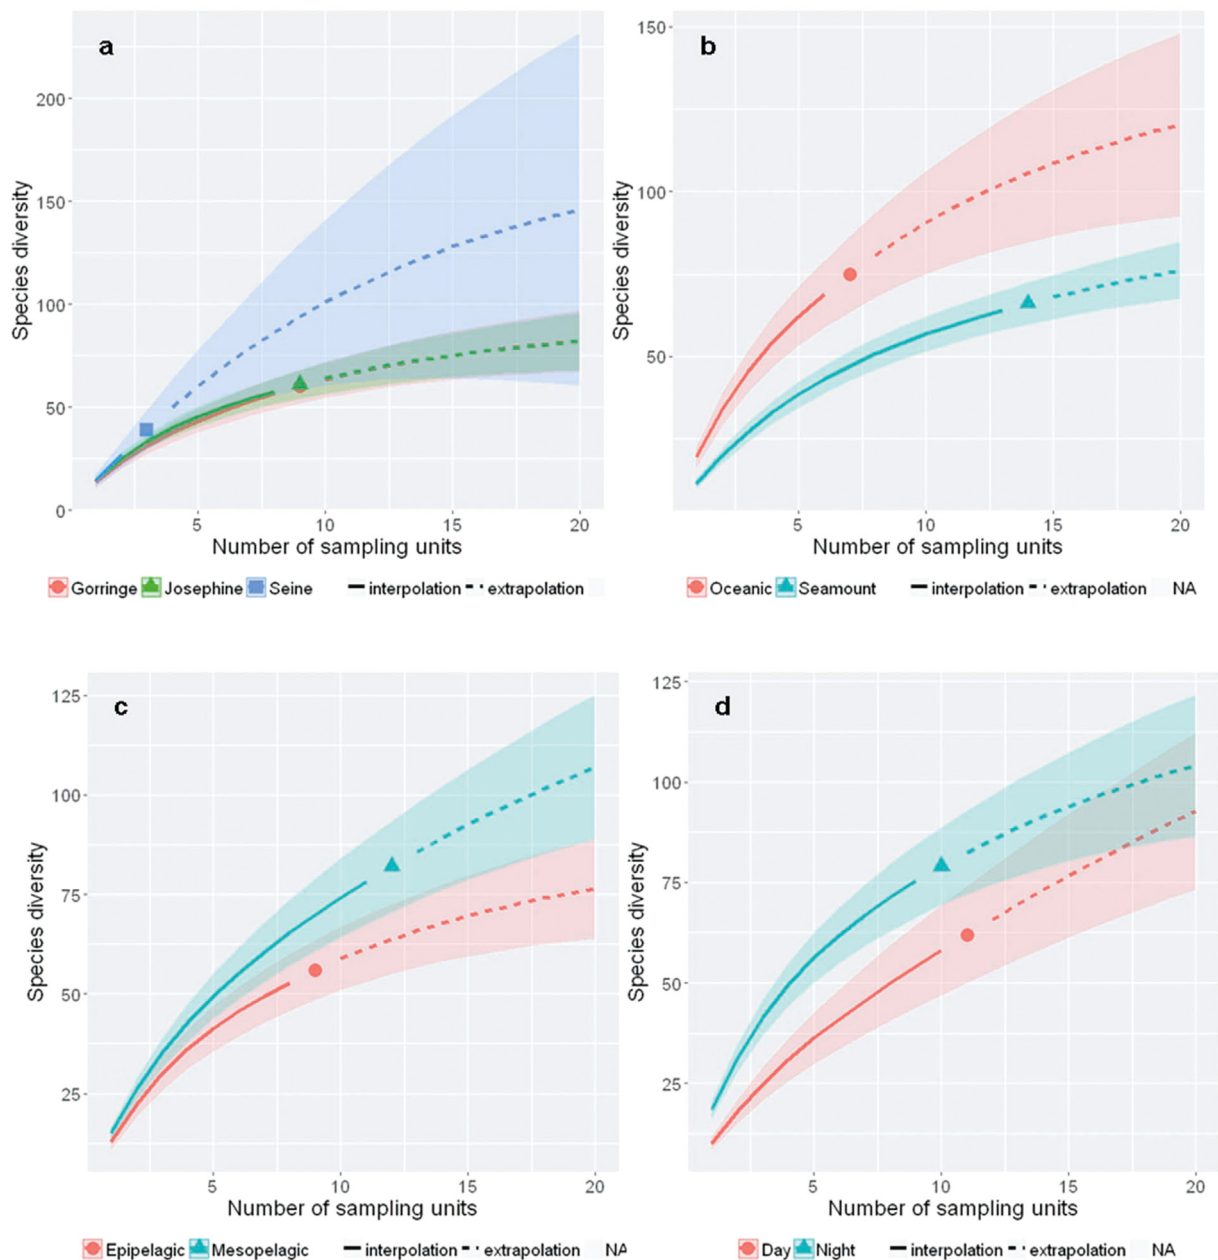 a
200
150
100
50
0
Species diversity
5 10 15 20
Number of sampling units
Gorringe Josephine Seine interpolation extrapolation
b
150
100
50
Species diversity
5 10 15 20
Number of sampling units
Oceanic Seamount interpolation extrapolation NA
c
125
100
75
50
25
Species diversity
5 10 15 20
Number of sampling units
Epipelagic Mesopelagic interpolation extrapolation NA
d
125
100
75
50
25
Species diversity
5 10 15 20
Number of sampling units
Day Night interpolation extrapolation NA